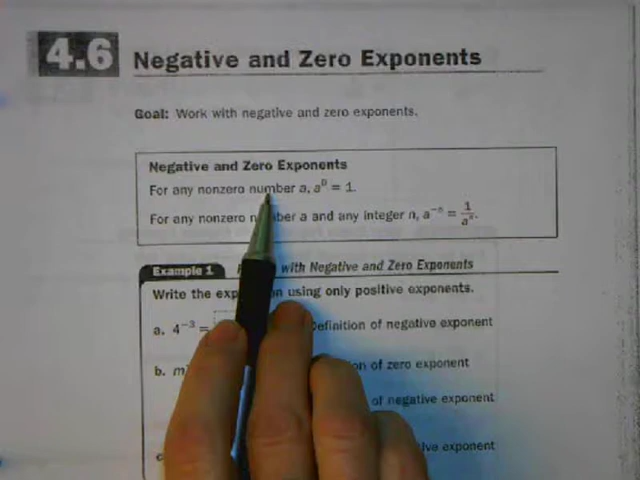 4.6 Negative and Zero Exponents
Goal: Work with negative and zero exponents.
Negative and Zero Exponents
For any nonzero number a, a⁰ = 1.
For any nonzero a and any integer n, a⁻ⁿ = 1/aⁿ.
Example 1 with Negative and Zero Exponents
Write the using only positive exponents.
a. 4⁻³ = Definition of negative exponent
b. m of zero exponent
of negative exponent
exponent